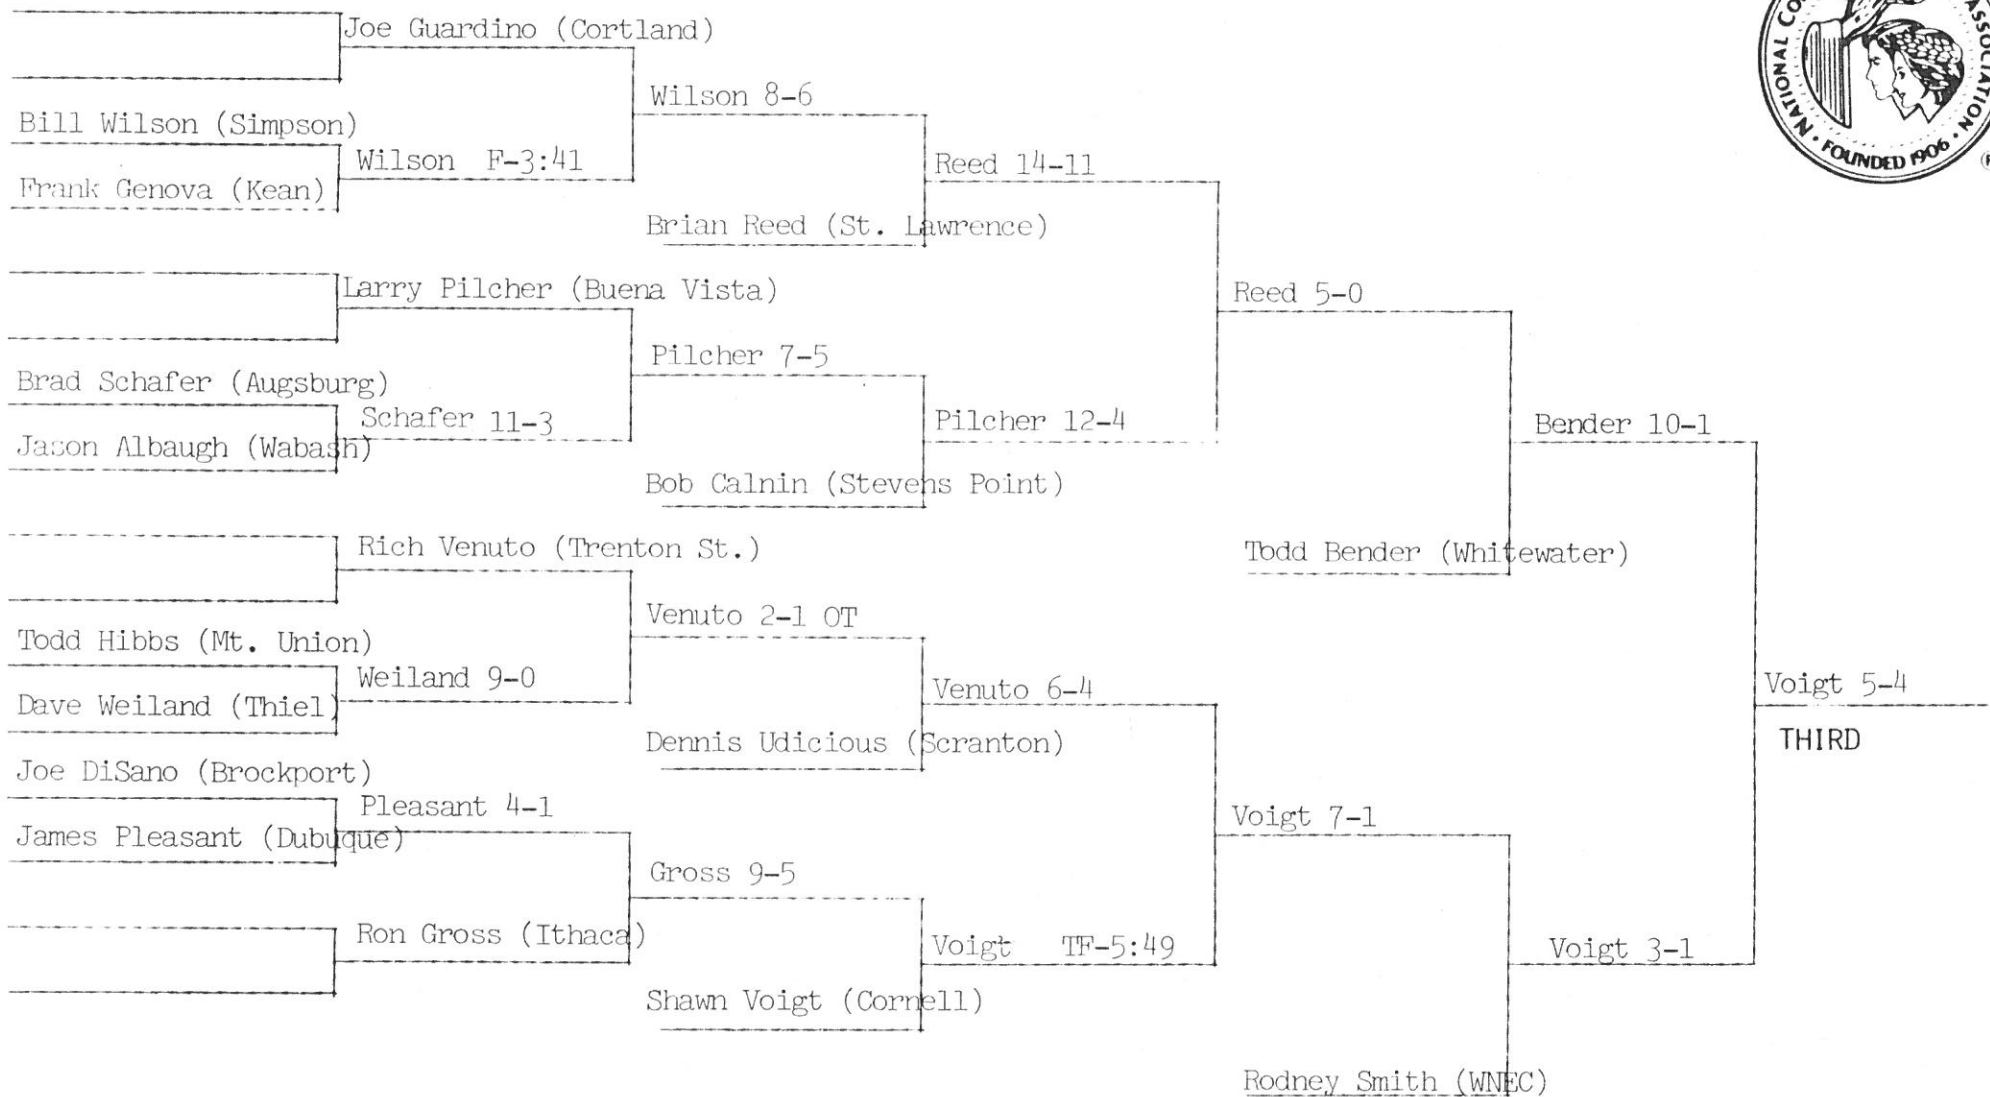 Joe Guardino (Cortland)
Wilson 8-6
Bill Wilson (Simpson)
Wilson F-3:41
Frank Genova (Kean)
Reed 14-11
Brian Reed (St. Lawrence)
Larry Pilcher (Buena Vista)
Reed 5-0
Pilcher 7-5
Brad Schafer (Augsburg)
Schafer 11-3
Jason Albaugh (Wabash)
Pilcher 12-4
Bender 10-1
Bob Calnin (Stevens Point)
Rich Venuto (Trenton St.)
Todd Bender (Whitewater)
Venuto 2-1 OT
Todd Hibbs (Mt. Union)
Weiland 9-0
Dave Weiland (Thiel)
Venuto 6-4
Voigt 5-4
THIRD
Dennis Udicious (Scranton)
Joe DiSano (Brockport)
Pleasant 4-1
James Pleasant (Dubuque)
Voigt 7-1
Gross 9-5
Ron Gross (Ithaca)
Voigt TF-5:49
Voigt 3-1
Shawn Voigt (Cornell)
Rodney Smith (WNEC)
NATIONAL CO
ASSOCIATION
FOUNDED 1906